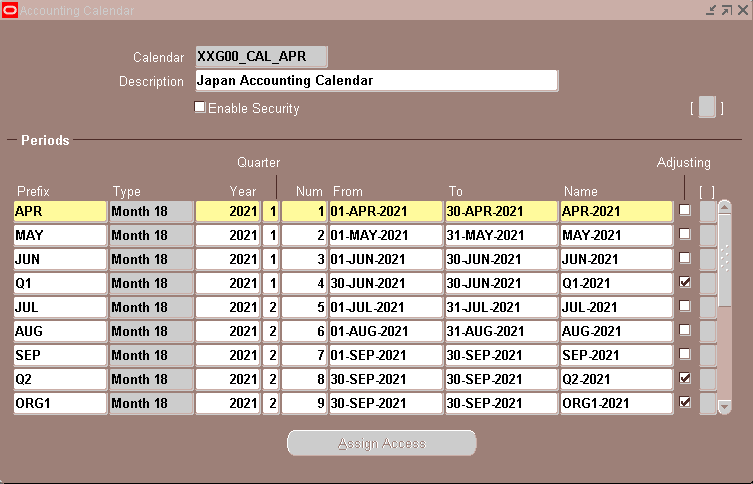 Accounting Calendar
Calendar XXG00_CAL_APR
Description Japan Accounting Calendar
Enable Security [ ]
Periods
Quarter Adjusting
Prefix Type Year Num From To Name [ ]
APR Month 18 2021 1 1 01-APR-2021 30-APR-2021 APR-2021
MAY Month 18 2021 1 2 01-MAY-2021 31-MAY-2021 MAY-2021
JUN Month 18 2021 1 3 01-JUN-2021 30-JUN-2021 JUN-2021
Q1 Month 18 2021 1 4 30-JUN-2021 30-JUN-2021 Q1-2021
JUL Month 18 2021 2 5 01-JUL-2021 31-JUL-2021 JUL-2021
AUG Month 18 2021 2 6 01-AUG-2021 31-AUG-2021 AUG-2021
SEP Month 18 2021 2 7 01-SEP-2021 30-SEP-2021 SEP-2021
Q2 Month 18 2021 2 8 30-SEP-2021 30-SEP-2021 Q2-2021
ORG1 Month 18 2021 2 9 30-SEP-2021 30-SEP-2021 ORG1-2021
Assign Access